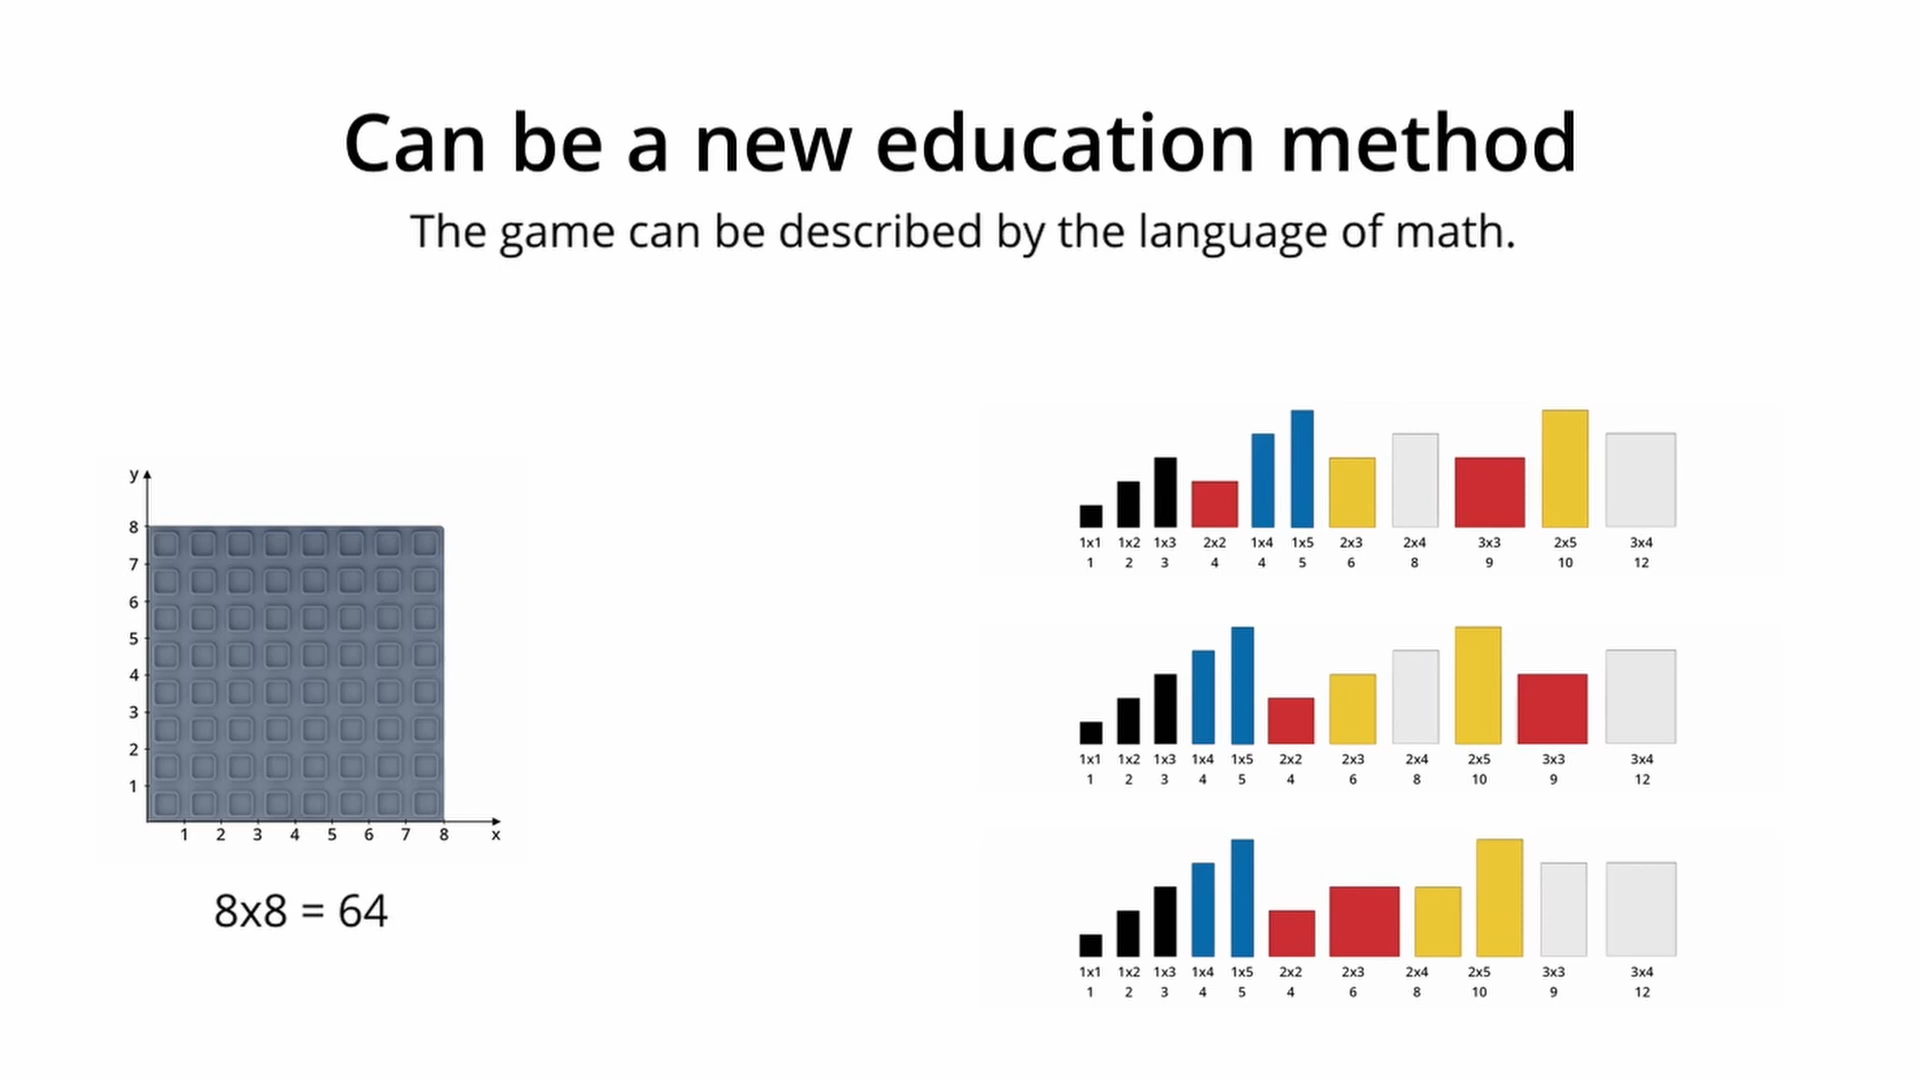 Can be a new education method
The game can be described by the language of math.
y
8
7
6
5
4
3
2
1
1 2 3 4 5 6 7 8 x
8x8 = 64
1x1 1x2 1x3 2x2 1x4 1x5 2x3 2x4 3x3 2x5 3x4
1 2 3 4 4 5 6 8 9 10 12
1x1 1x2 1x3 1x4 1x5 2x2 2x3 2x4 2x5 3x3 3x4
1 2 3 4 5 4 6 8 10 9 12
1x1 1x2 1x3 1x4 1x5 2x2 2x3 2x4 2x5 3x3 3x4
1 2 3 4 5 4 6 8 10 9 12